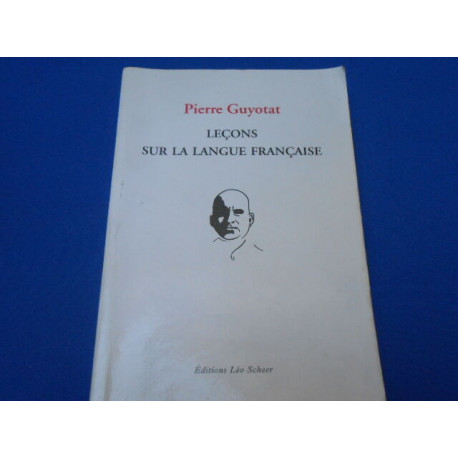 Pierre Guyotat
LEÇONS
SUR LA LANGUE FRANÇAISE
Éditions Léo Scheer